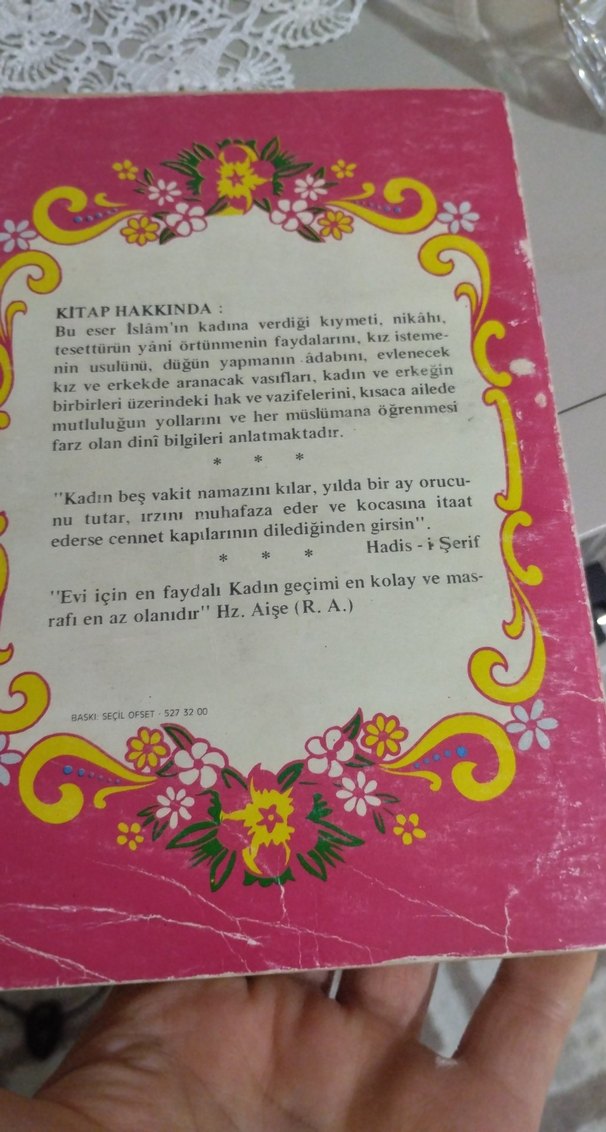 KİTAP HAKKINDA :
Bu eser İslâm'ın kadına verdiği kıymeti, nikâhı,
tesettürün yâni örtünmenin faydalarını, kız isteme-
nin usulünü, düğün yapmanın âdabını, evlenecek
kız ve erkekde aranacak vasıfları, kadın ve erkeğin
birbirleri üzerindeki hak ve vazifelerini, kısaca ailede
mutluluğun yollarını ve her müslümana öğrenmesi
farz olan dinî bilgileri anlatmaktadır.
* * *
"Kadın beş vakit namazını kılar, yılda bir ay orucu-
nu tutar, ırzını muhafaza eder ve kocasına itaat
ederse cennet kapılarının dilediğinden girsin".
* * * Hadis - i Şerif
"Evi için en faydalı Kadın geçimi en kolay ve mas-
rafı en az olanıdır" Hz. Aişe (R. A.)
BASKI: SEÇİL OFSET - 527 32 00